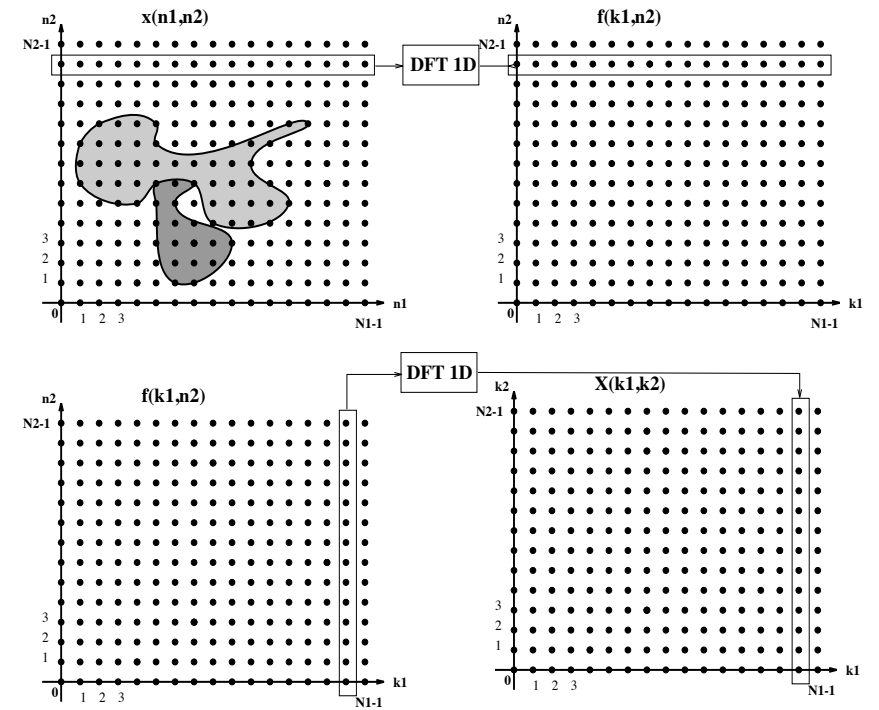 n2 x(n1,n2)
N2-1
DFT 1D
3
2
1
0
1 2 3
n1
N1-1
n2 f(k1,n2)
N2-1
3
2
1
0
1 2 3
k1
N1-1
DFT 1D
n2 f(k1,n2)
N2-1
3
2
1
0
1 2 3
k1
N1-1
k2 X(k1,k2)
N2-1
3
2
1
0
1 2 3
k1
N1-1